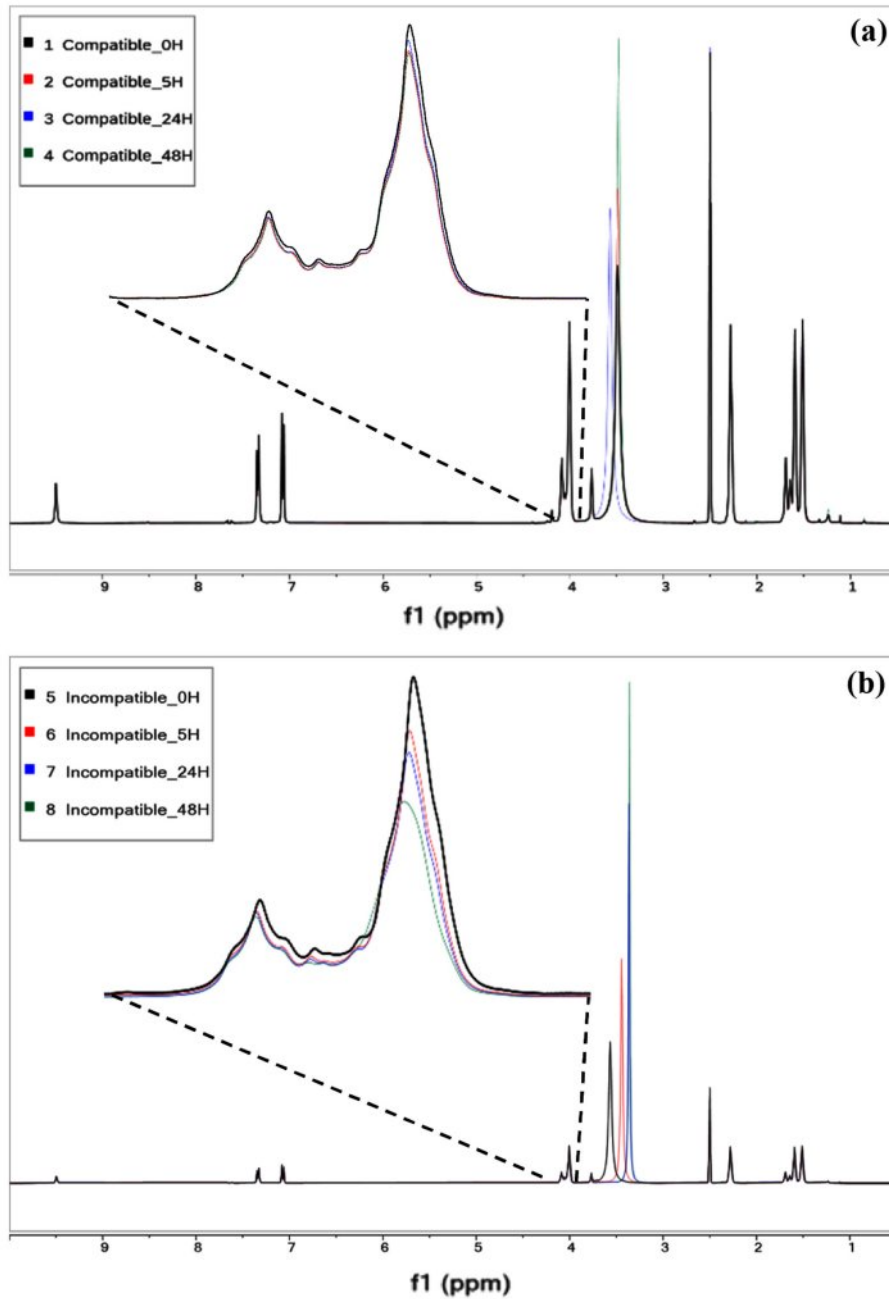 (a)
1 Compatible_0H
2 Compatible_5H
3 Compatible_24H
4 Compatible_48H
9 8 7 6 5 4 3 2 1
f1 (ppm)
(b)
5 Incompatible_0H
6 Incompatible_5H
7 Incompatible_24H
8 Incompatible_48H
9 8 7 6 5 4 3 2 1
f1 (ppm)